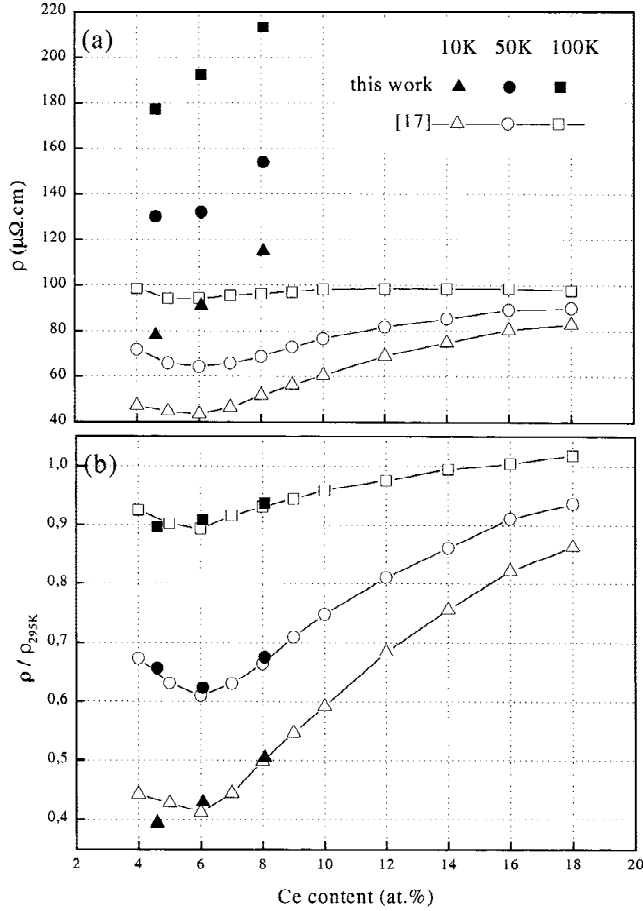 (a)
220
200
180
160
140
120
100
80
60
40
ρ (μΩ.cm)
10K 50K 100K
this work
[17]
(b)
1,0
0,9
0,8
0,7
0,6
0,5
0,4
ρ / ρ295K
2 4 6 8 10 12 14 16 18 20
Ce content (at.%)